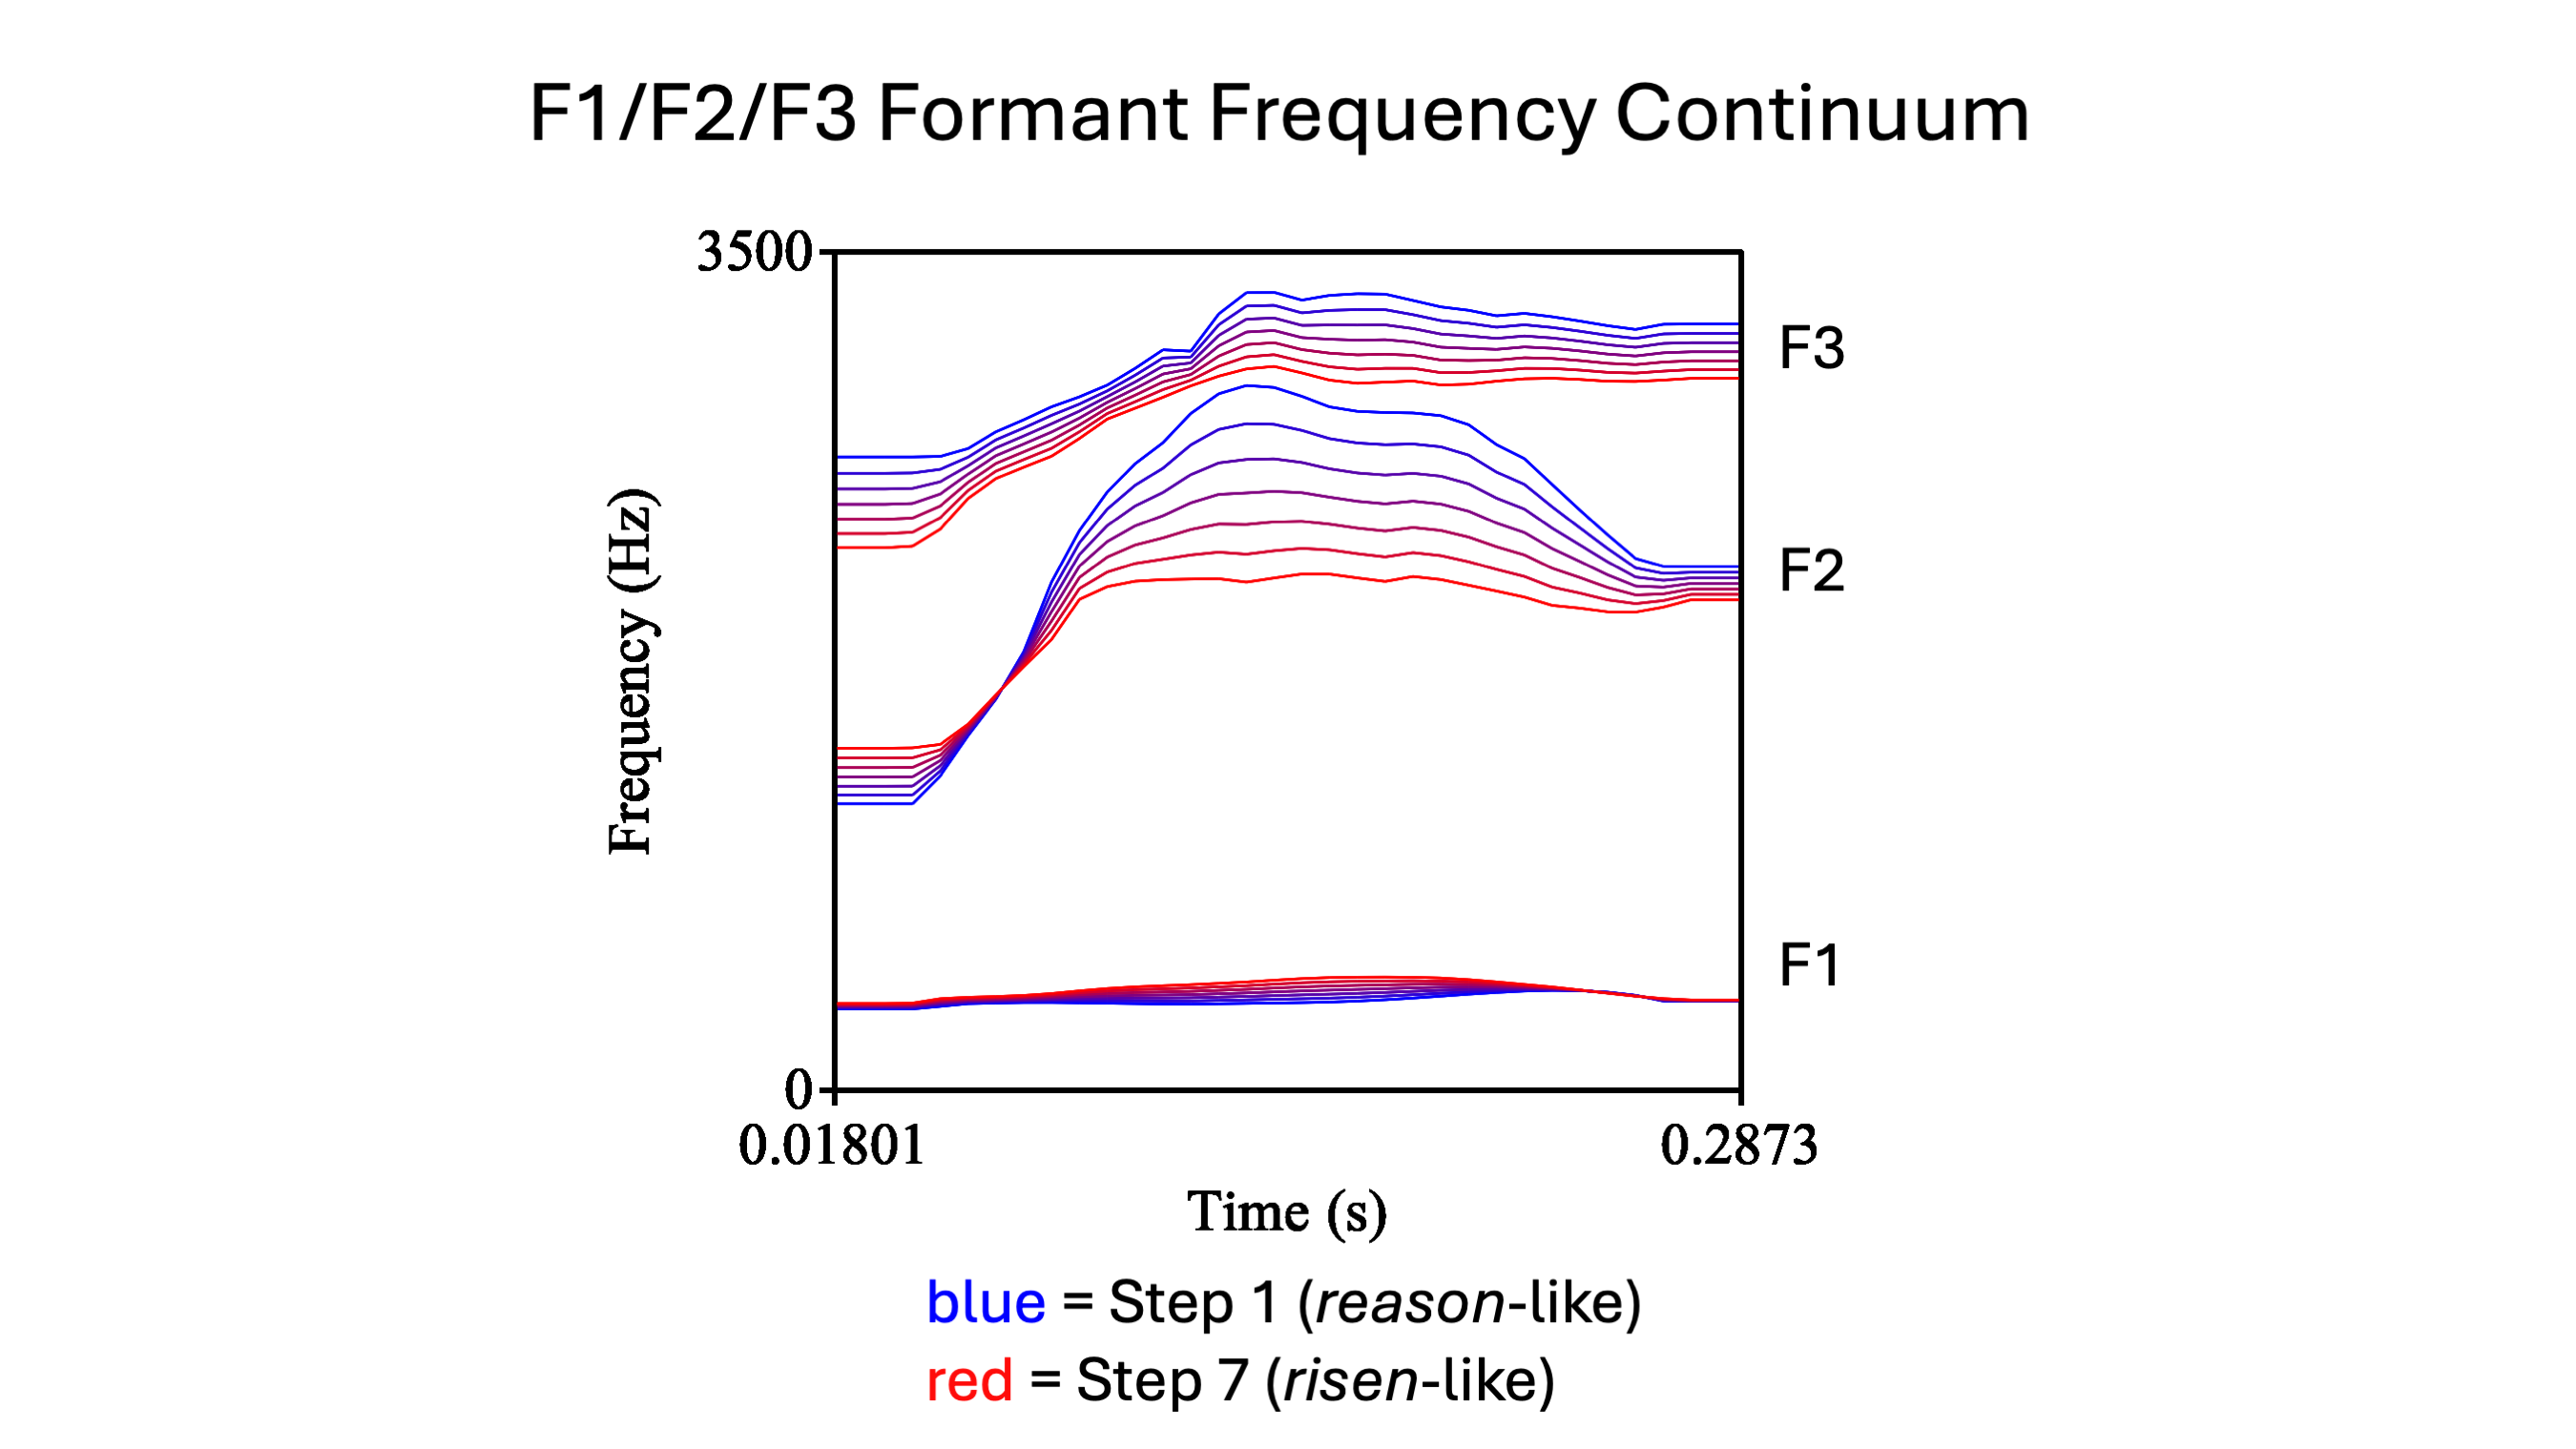 F1/F2/F3 Formant Frequency Continuum
3500
F3
F2
Frequency (Hz)
F1
0
0.01801
0.2873
Time (s)
blue = Step 1 (reason-like)
red = Step 7 (risen-like)